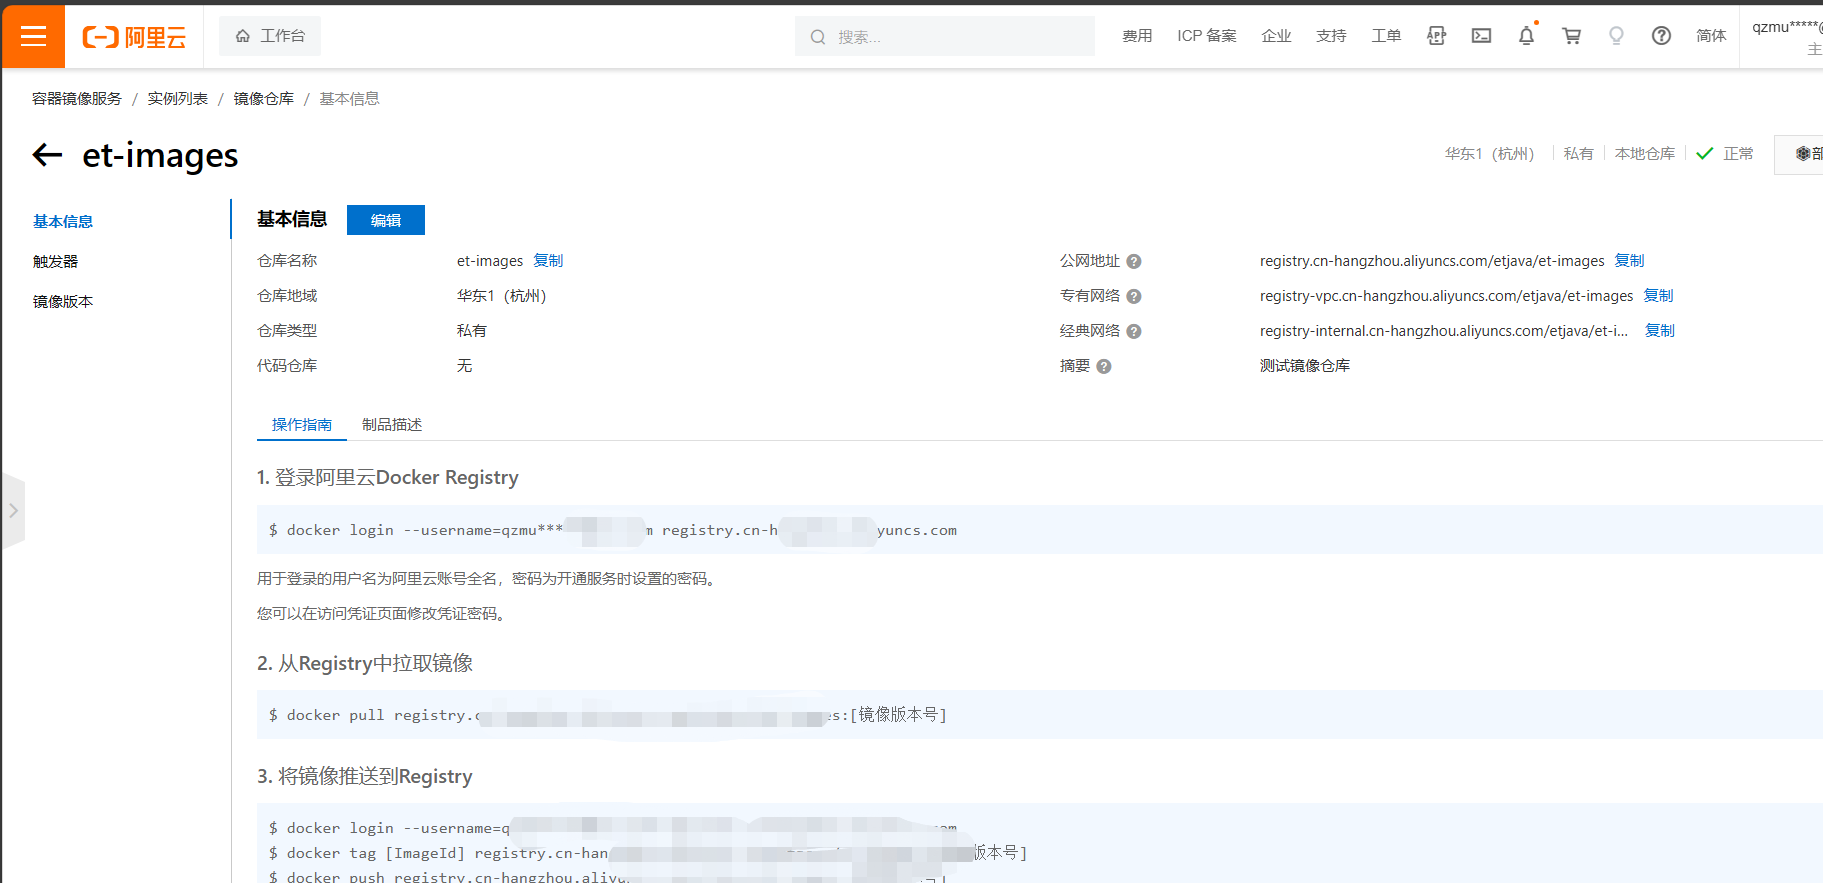 阿里云 工作台 搜索... 费用 ICP 备案 企业 支持 工单 简体 qzmu*****@
主
容器镜像服务 / 实例列表 / 镜像仓库 / 基本信息
et-images 华东1（杭州） 私有 本地仓库 正常 部
基本信息
触发器
镜像版本
基本信息 编辑
仓库名称 et-images 复制 公网地址 registry.cn-hangzhou.aliyuncs.com/etjava/et-images 复制
仓库地域 华东1（杭州） 专有网络 registry-vpc.cn-hangzhou.aliyuncs.com/etjava/et-images 复制
仓库类型 私有 经典网络 registry-internal.cn-hangzhou.aliyuncs.com/etjava/et-i... 复制
代码仓库 无 摘要 测试镜像仓库
操作指南 制品描述
1. 登录阿里云Docker Registry
$ docker login --username=qzmu*** m registry.cn-h yuncs.com
用于登录的用户名为阿里云账号全名，密码为开通服务时设置的密码。
您可以在访问凭证页面修改凭证密码。
2. 从Registry中拉取镜像
$ docker pull registry.c es:[镜像版本号]
3. 将镜像推送到Registry
$ docker login --username=q
$ docker tag [ImageId] registry.cn-han 版本号]
$ docker push registry.cn-hangzhou.aliy